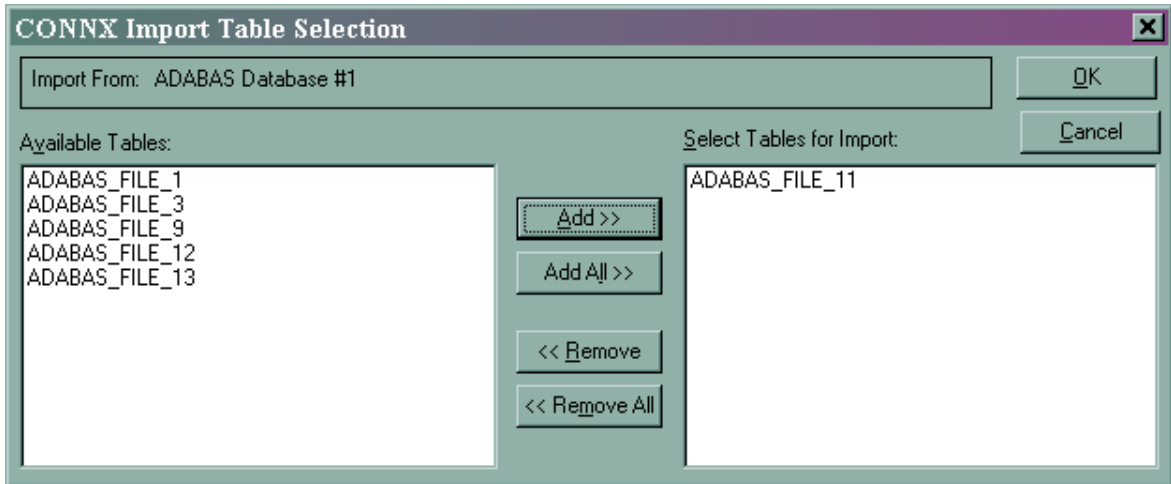 CONNX Import Table Selection
Import From: ADABAS Database #1
OK
Cancel
Available Tables:
ADABAS_FILE_1
ADABAS_FILE_3
ADABAS_FILE_9
ADABAS_FILE_12
ADABAS_FILE_13
Add >>
Add All >>
<< Remove
<< Remove All
Select Tables for Import:
ADABAS_FILE_11